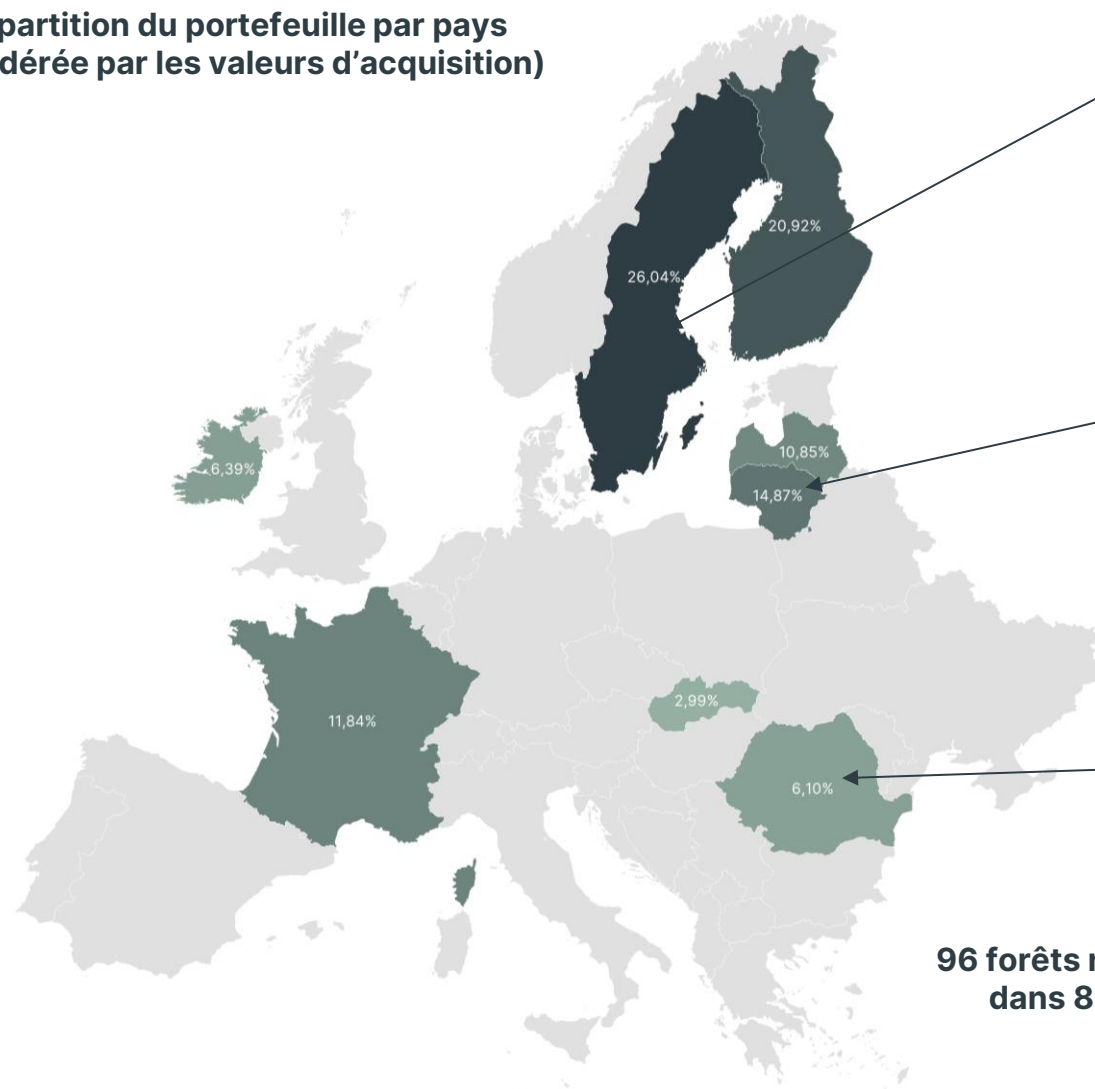 partition du portefeuille par pays
dérée par les valeurs d’acquisition)
20,92%
26,04%
10,85%
6,39%
14,87%
2,99%
11,84%
6,10%
96 forêts
dans 8